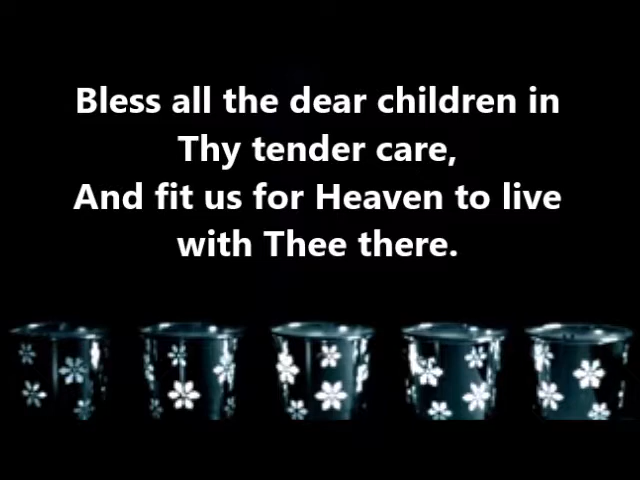 Bless all the dear children in
Thy tender care,
And fit us for Heaven to live
with Thee there.